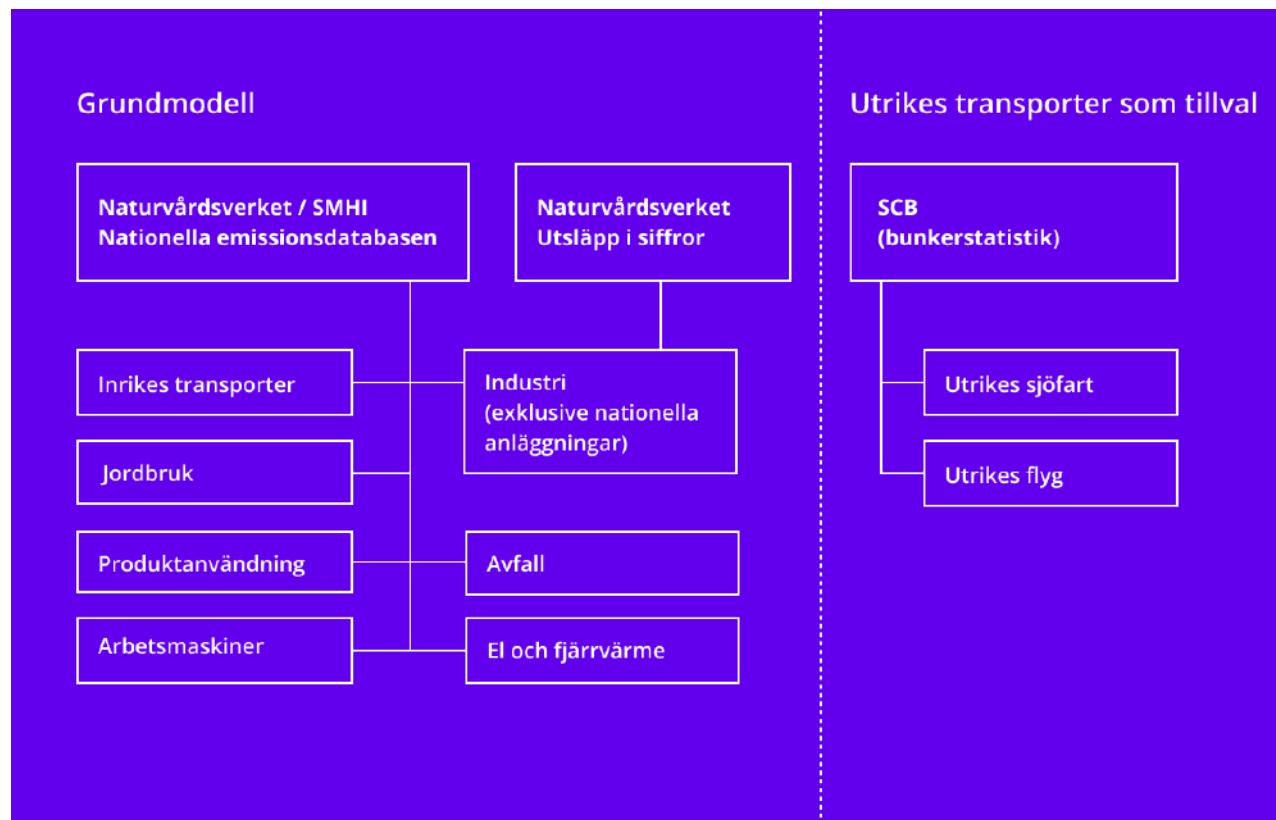 Grundmodell
Utrikes transporter som tillval
Naturvårdsverket / SMHI
Nationella emissionsdatabasen
Naturvårdsverket
Utsläpp i siffror
SCB
(bunkerstatistik)
Inrikes transporter
Industri
(exklusive nationella
anläggningar)
Utrikes sjöfart
Jordbruk
Utrikes flyg
Produktanvändning
Avfall
Arbetsmaskiner
El och fjärrvärme